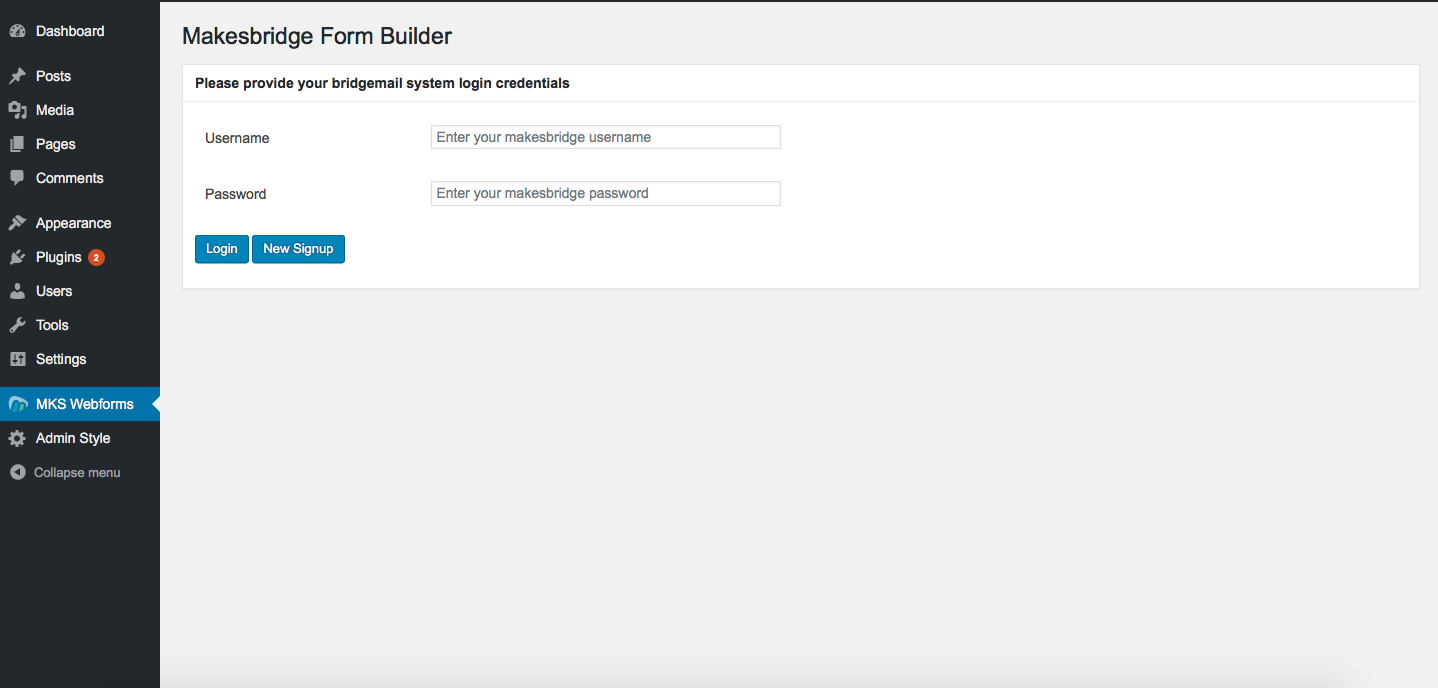 Dashboard
Posts
Media
Pages
Comments
Appearance
Plugins 2
Users
Tools
Settings
MKS Webforms
Admin Style
Collapse menu
Makesbridge Form Builder
Please provide your bridgemail system login credentials
Username
Enter your makesbridge username
Password
Enter your makesbridge password
Login
New Signup